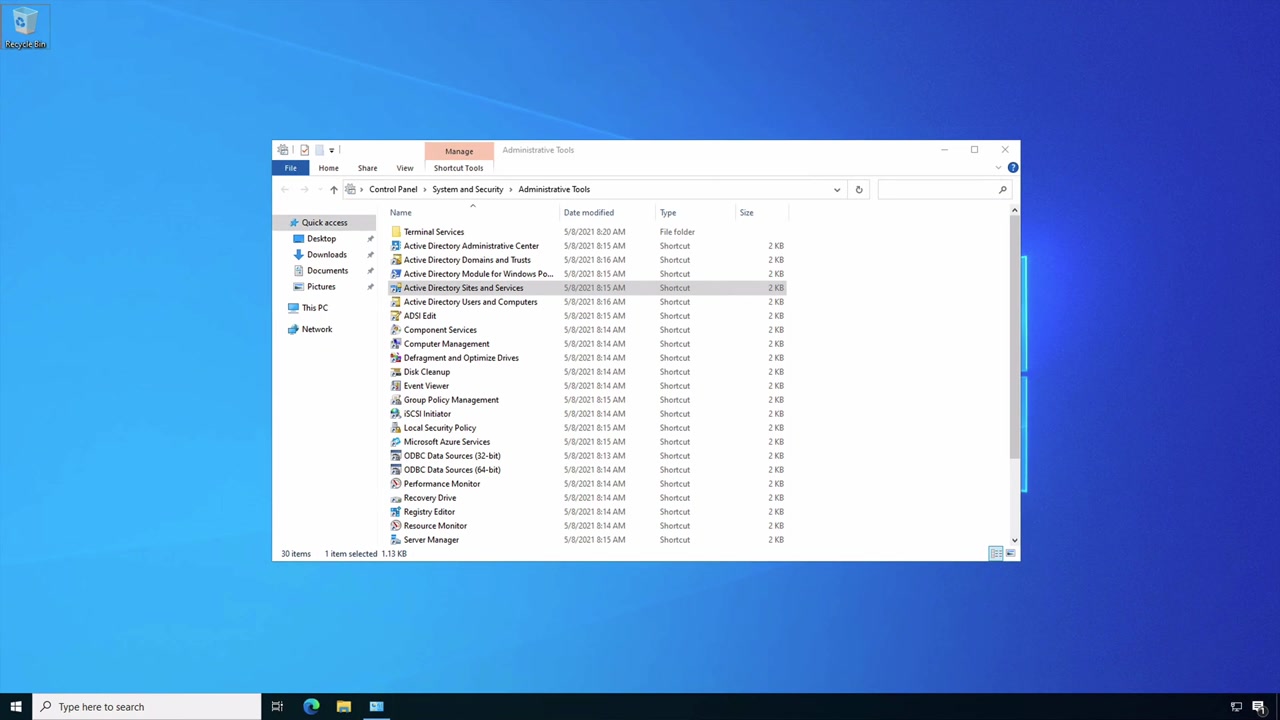 Recycle Bin
Manage
Administrative Tools
File
Home
Share
View
Shortcut Tools
Control Panel
System and Security
Administrative Tools
Name
Date modified
Type
Size
Quick access
Desktop
Downloads
Documents
Pictures
This PC
Network
Terminal Services 5/8/2021 8:20 AM File folder
Active Directory Administrative Center 5/8/2021 8:15 AM Shortcut 2 KB
Active Directory Domains and Trusts 5/8/2021 8:16 AM Shortcut 2 KB
Active Directory Module for Windows Po... 5/8/2021 8:15 AM Shortcut 2 KB
Active Directory Sites and Services 5/8/2021 8:15 AM Shortcut 2 KB
Active Directory Users and Computers 5/8/2021 8:16 AM Shortcut 2 KB
ADSI Edit 5/8/2021 8:15 AM Shortcut 2 KB
Component Services 5/8/2021 8:14 AM Shortcut 2 KB
Computer Management 5/8/2021 8:14 AM Shortcut 2 KB
Defragment and Optimize Drives 5/8/2021 8:14 AM Shortcut 2 KB
Disk Cleanup 5/8/2021 8:14 AM Shortcut 2 KB
Event Viewer 5/8/2021 8:14 AM Shortcut 2 KB
Group Policy Management 5/8/2021 8:15 AM Shortcut 2 KB
iSCSI Initiator 5/8/2021 8:14 AM Shortcut 2 KB
Local Security Policy 5/8/2021 8:14 AM Shortcut 2 KB
Microsoft Azure Services 5/8/2021 8:15 AM Shortcut 2 KB
ODBC Data Sources (32-bit) 5/8/2021 8:13 AM Shortcut 2 KB
ODBC Data Sources (64-bit) 5/8/2021 8:14 AM Shortcut 2 KB
Performance Monitor 5/8/2021 8:14 AM Shortcut 2 KB
Recovery Drive 5/8/2021 8:14 AM Shortcut 2 KB
Registry Editor 5/8/2021 8:14 AM Shortcut 2 KB
Resource Monitor 5/8/2021 8:14 AM Shortcut 2 KB
Server Manager 5/8/2021 8:15 AM Shortcut 2 KB
30 items 1 item selected 1.13 KB
Type here to search
1